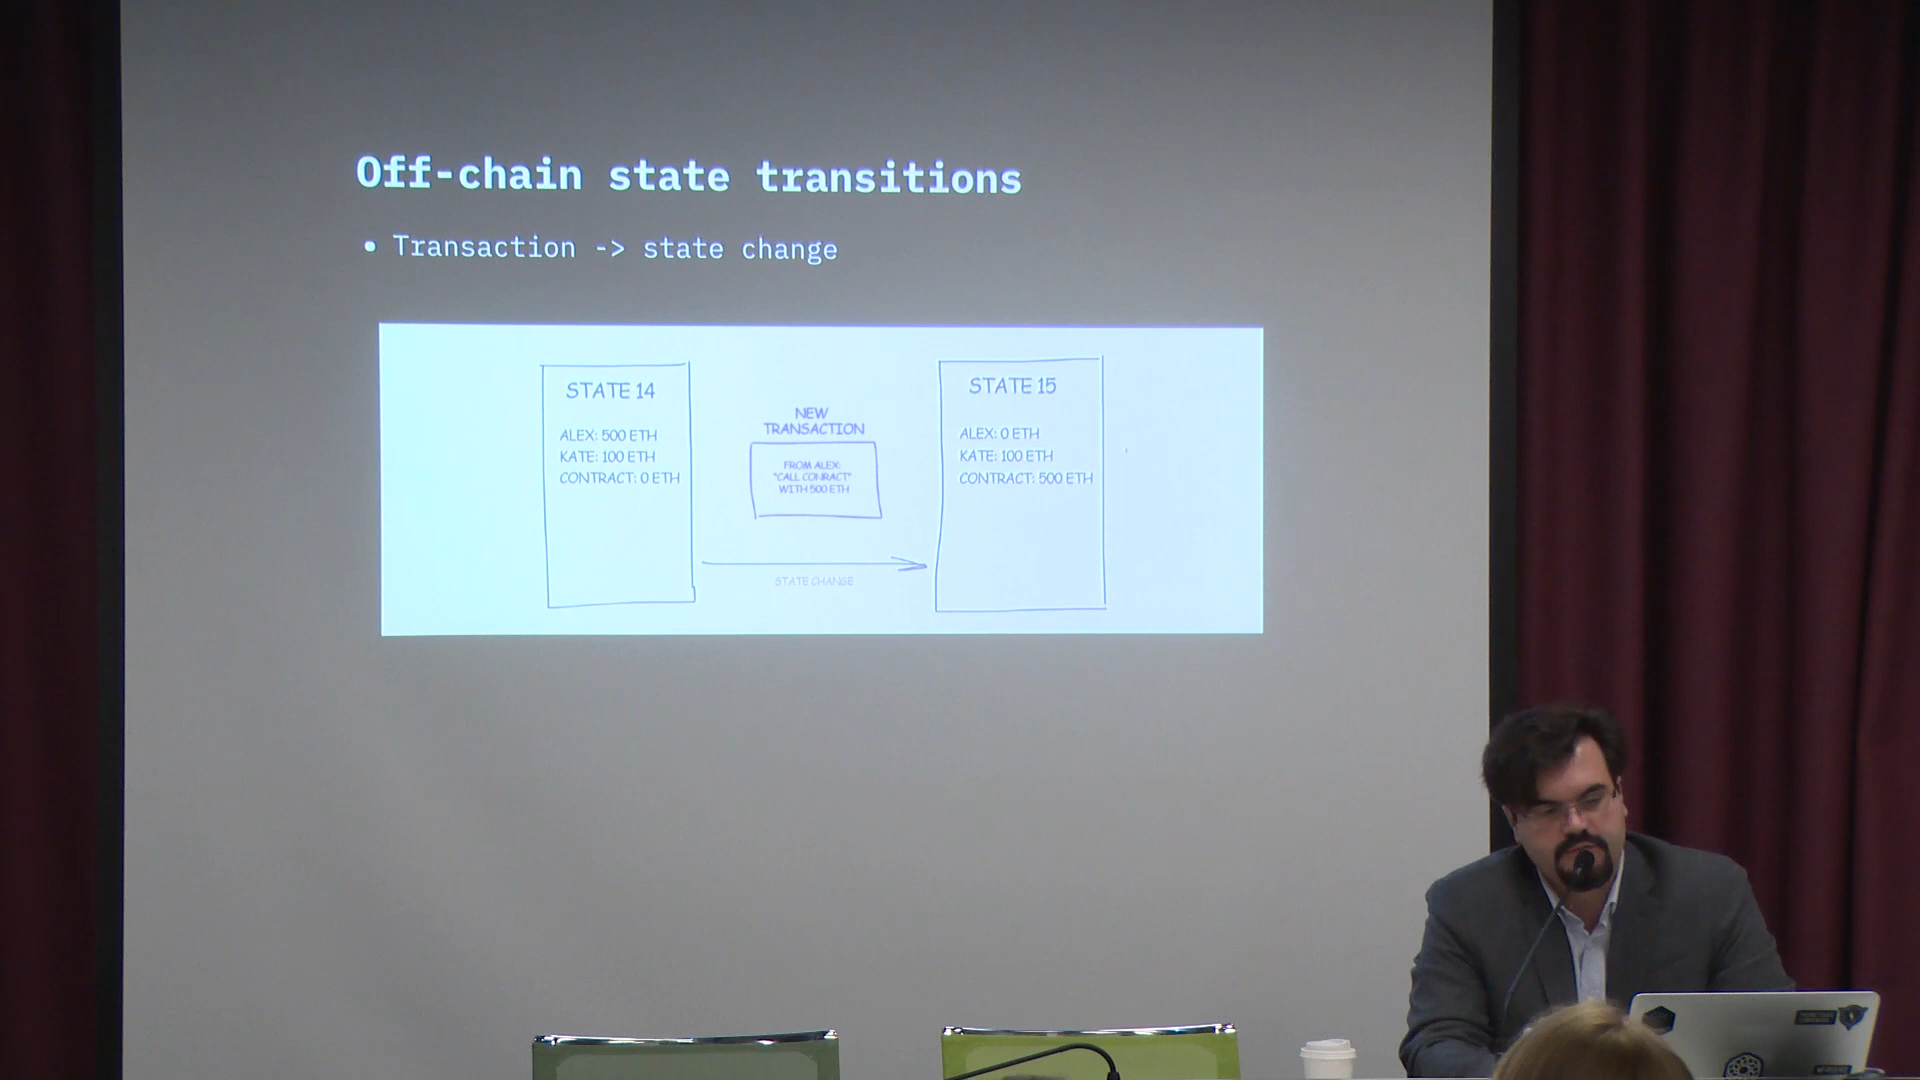 Off-chain state transitions
• Transaction -> state change
STATE 14
ALEX: 500 ETH
KATE: 100 ETH
CONTRACT: 0 ETH
NEW
TRANSACTION
FROM ALEX:
"CALL CONRACT"
WITH 500 ETH
STATE CHANGE
STATE 15
ALEX: 0 ETH
KATE: 100 ETH
CONTRACT: 500 ETH